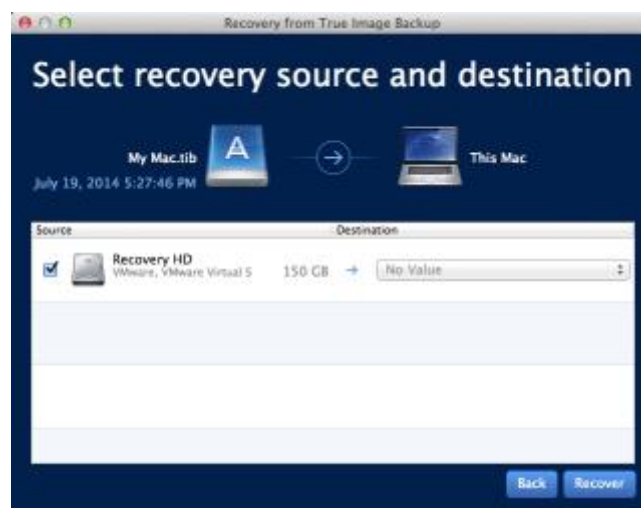 Recovery from True Image Backup
Select recovery source and destination
My Mac.tib
July 19, 2014 5:27:46 PM
A
This Mac
Source Destination
Recovery HD
VMware, VMware Virtual S 150 GB No Value
Back Recover